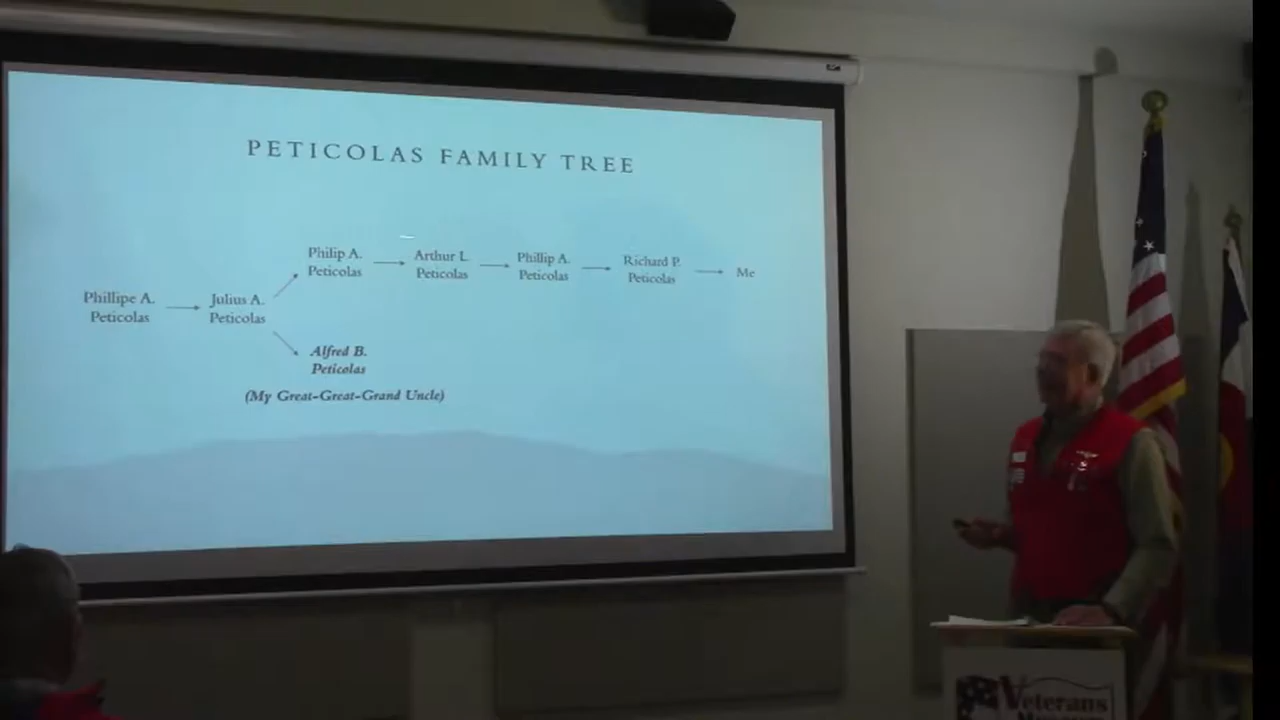 PETICOLAS FAMILY TREE
Philip A.
Peticolas
Arthur L.
Peticolas
Phillip A.
Peticolas
Richard P.
Peticolas
Me
Phillipe A.
Peticolas
Julius A.
Peticolas
Alfred B.
Peticolas
(My Great-Great-Grand Uncle)
Veterans